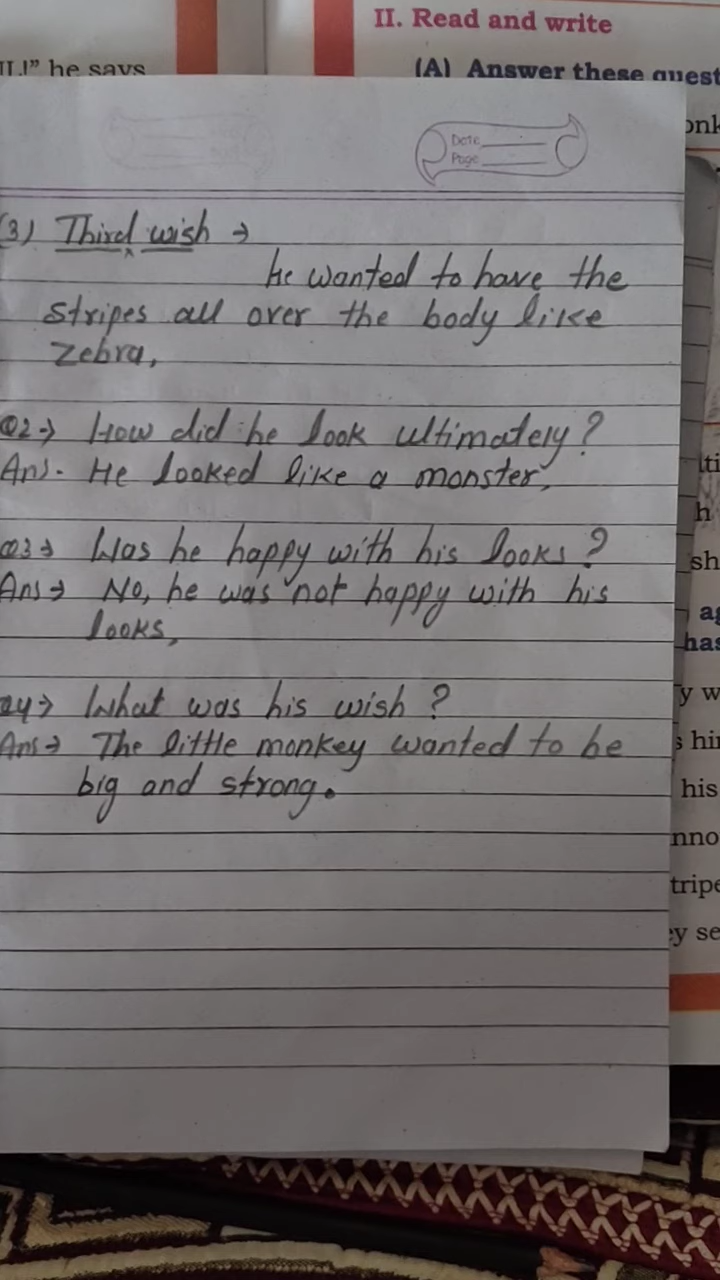 II. Read and write
he says
(A) Answer these
Date
Page
(3) Third wish →
he wanted to have the
stripes all over the body like
zebra,
Q2→ How did he look ultimately?
Ans- He looked like a monster,
Q3→ Was he happy with his looks?
Ans→ No, he was not happy with his
looks,
Q4→ What was his wish?
Ans→ The little monkey wanted to be
big and strong.
his